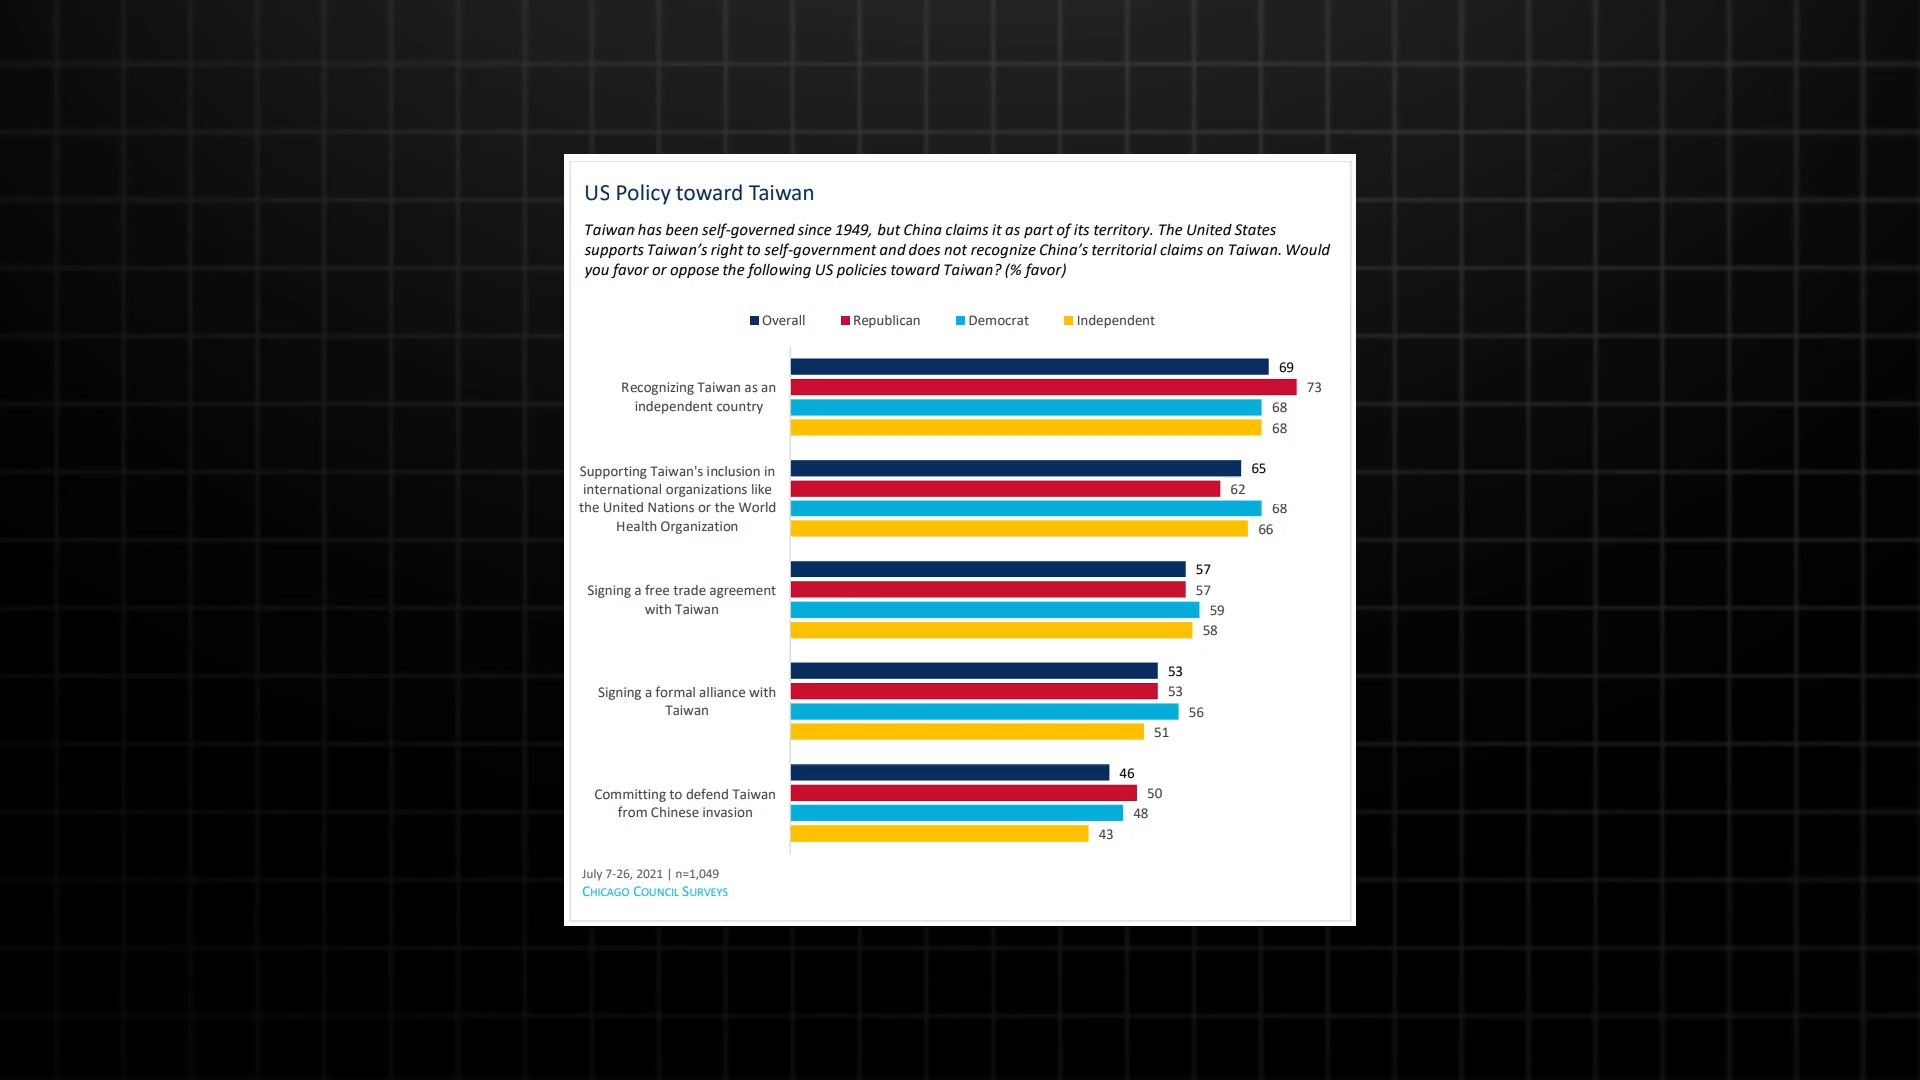 US Policy toward Taiwan
Taiwan has been self-governed since 1949, but China claims it as part of its territory. The United States
supports Taiwan’s right to self-government and does not recognize China’s territorial claims on Taiwan. Would
you favor or oppose the following US policies toward Taiwan? (% favor)
Overall Republican Democrat Independent
Recognizing Taiwan as an
independent country
69
73
68
68
Supporting Taiwan's inclusion in
international organizations like
the United Nations or the World
Health Organization
65
62
68
66
Signing a free trade agreement
with Taiwan
57
57
59
58
Signing a formal alliance with
Taiwan
53
53
56
51
Committing to defend Taiwan
from Chinese invasion
46
50
48
43
July 7-26, 2021 | n=1,049
CHICAGO COUNCIL SURVEYS